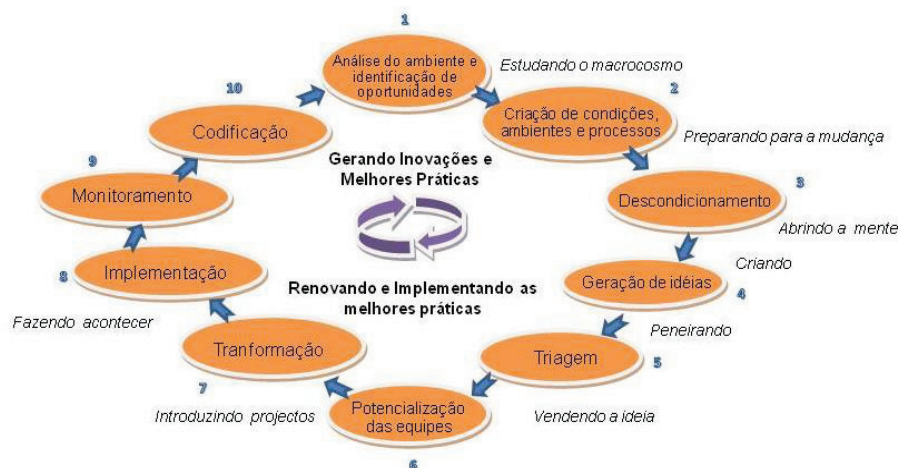 1
Análise do ambiente e
identificação de
oportunidades
Estudando o macrocosmo
2
Criação de condições,
ambientes e processos
Preparando para a mudança
3
Descondicionamento
Abrindo a mente
Criando
Geração de idéias
4
Peneirando
Triagem
5
Vendendo a ideia
Potencialização
das equipes
6
Introduzindo projectos
7
Tranformação
Fazendo acontecer
8
Implementação
9
Monitoramento
10
Codificação
Gerando Inovações e
Melhores Práticas
Renovando e Implementando as
melhores práticas